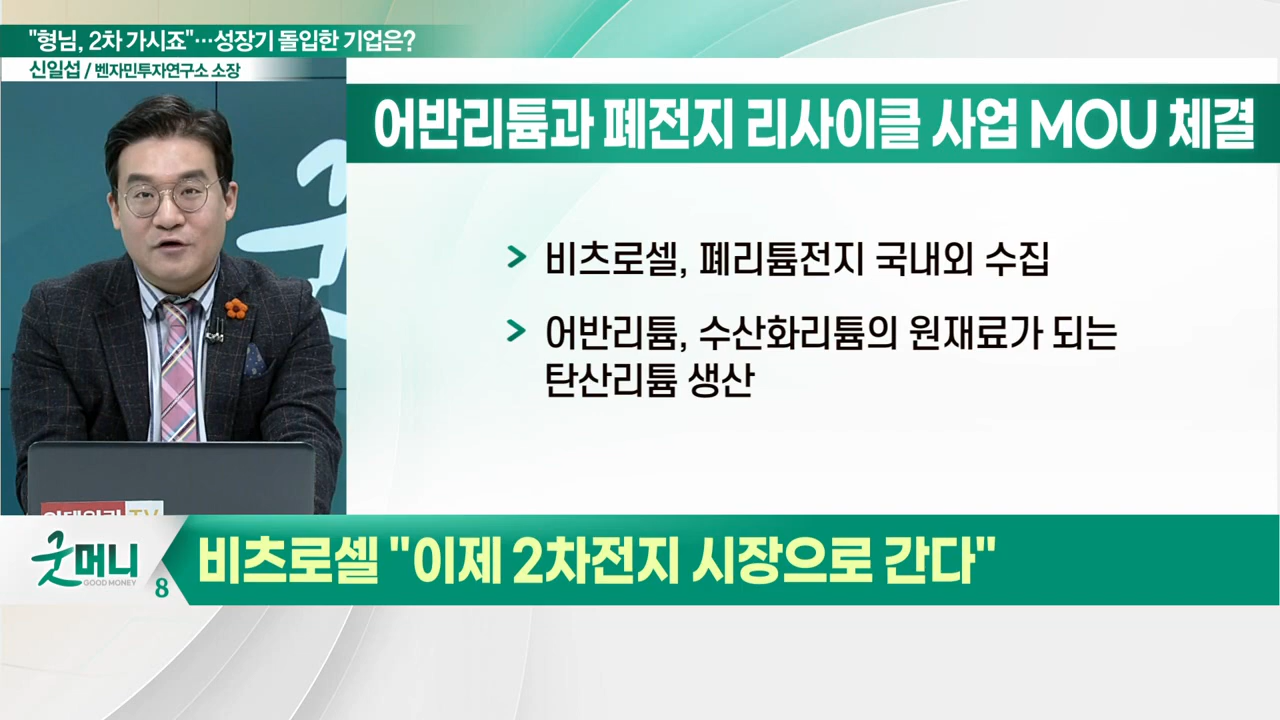 "형님, 2차 가시죠"…성장기 돌입한 기업은?
신일섭 / 벤자민투자연구소 소장
어반리튬과 폐전지 리사이클 사업 MOU 체결
> 비츠로셀, 폐리튬전지 국내외 수집
> 어반리튬, 수산화리튬의 원재료가 되는
탄산리튬 생산
굿머니
GOOD MONEY
8
비츠로셀 "이제 2차전지 시장으로 간다"